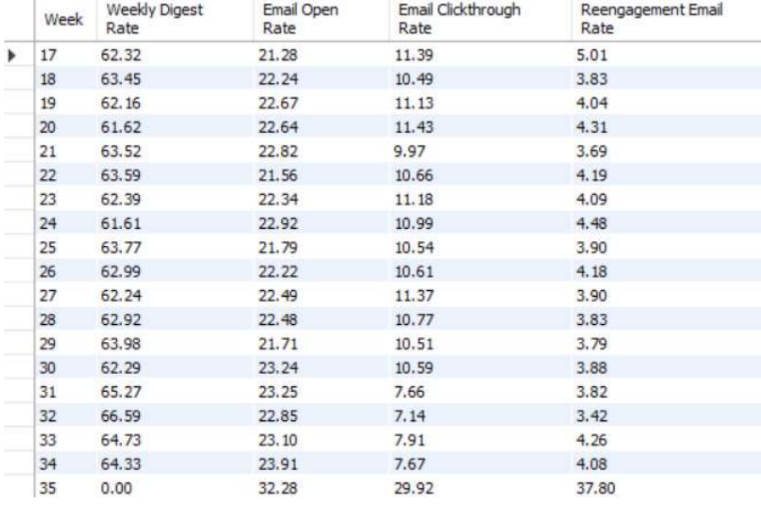 Week Weekly Digest Rate Email Open Rate Email Clickthrough Rate Reengagement Email Rate
17 62.32 21.28 11.39 5.01
18 63.45 22.24 10.49 3.83
19 62.16 22.67 11.13 4.04
20 61.62 22.64 11.43 4.31
21 63.52 22.82 9.97 3.69
22 63.59 21.56 10.66 4.19
23 62.39 22.34 11.18 4.09
24 61.61 22.92 10.99 4.48
25 63.77 21.79 10.54 3.90
26 62.99 22.22 10.61 4.18
27 62.24 22.49 11.37 3.90
28 62.92 22.48 10.77 3.83
29 63.98 21.71 10.51 3.79
30 62.29 23.24 10.59 3.88
31 65.27 23.25 7.66 3.82
32 66.59 22.85 7.14 3.42
33 64.73 23.10 7.91 4.26
34 64.33 23.91 7.67 4.08
35 0.00 32.28 29.92 37.80